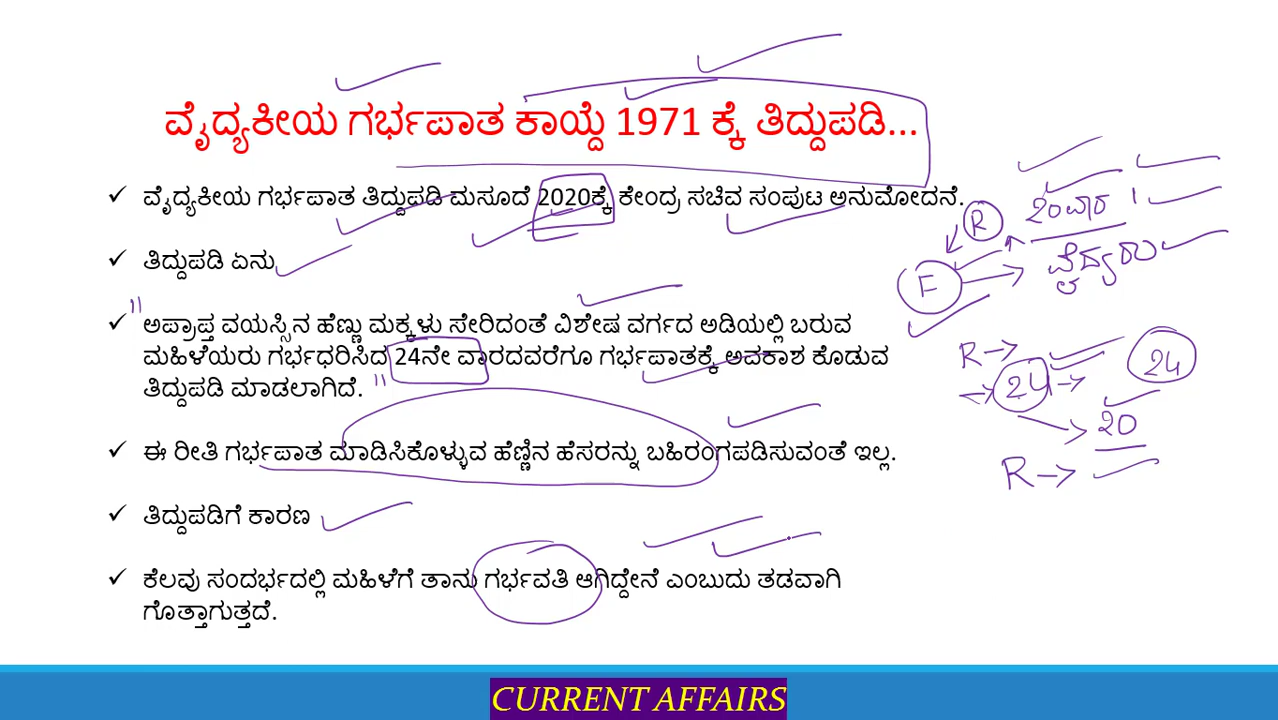 ವೈದ್ಯಕೀಯ ಗರ್ಭಪಾತ ಕಾಯ್ದೆ 1971 ಕ್ಕೆ ತಿದ್ದುಪಡಿ...
✓ ವೈದ್ಯಕೀಯ ಗರ್ಭಪಾತ ತಿದ್ದುಪಡಿ ಮಸೂದೆ 2020ಕ್ಕೆ ಕೇಂದ್ರ ಸಚಿವ ಸಂಪುಟ ಅನುಮೋದನೆ.
✓ ತಿದ್ದುಪಡಿ ಏನು
✓ ಅಪ್ರಾಪ್ತ ವಯಸ್ಸಿನ ಹೆಣ್ಣು ಮಕ್ಕಳು ಸೇರಿದಂತೆ ವಿಶೇಷ ವರ್ಗದ ಅಡಿಯಲ್ಲಿ ಬರುವ
ಮಹಿಳೆಯರು ಗರ್ಭಧರಿಸಿದ 24ನೇ ವಾರದವರೆಗೂ ಗರ್ಭಪಾತಕ್ಕೆ ಅವಕಾಶ ಕೊಡುವ
ತಿದ್ದುಪಡಿ ಮಾಡಲಾಗಿದೆ.
✓ ಈ ರೀತಿ ಗರ್ಭಪಾತ ಮಾಡಿಸಿಕೊಳ್ಳುವ ಹೆಣ್ಣಿನ ಹೆಸರನ್ನು ಬಹಿರಂಗಪಡಿಸುವಂತೆ ಇಲ್ಲ.
✓ ತಿದ್ದುಪಡಿಗೆ ಕಾರಣ
✓ ಕೆಲವು ಸಂದರ್ಭದಲ್ಲಿ ಮಹಿಳೆಗೆ ತಾನು ಗರ್ಭವತಿ ಆಗಿದ್ದೇನೆ ಎಂಬುದು ತಡವಾಗಿ
ಗೊತ್ತಾಗುತ್ತದೆ.
R
20ವಾರ
F
ವೈದ್ಯರು
R →
24
24
20
R →
CURRENT AFFAIRS